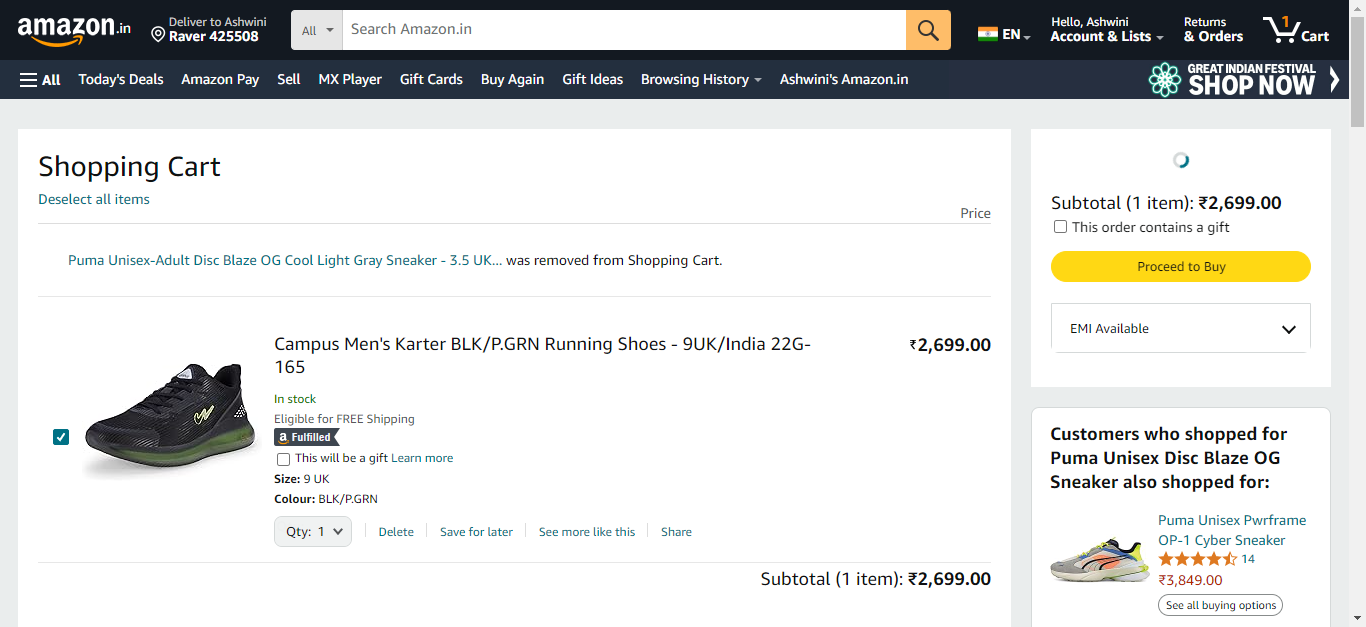 amazon.in
Deliver to Ashwini
Raver 425508
All
Search Amazon.in
EN
Hello, Ashwini
Account & Lists
Returns
& Orders
1
Cart
All
Today's Deals
Amazon Pay
Sell
MX Player
Gift Cards
Buy Again
Gift Ideas
Browsing History
Ashwini's Amazon.in
GREAT INDIAN FESTIVAL
SHOP NOW
Shopping Cart
Deselect all items
Price
Puma Unisex-Adult Disc Blaze OG Cool Light Gray Sneaker - 3.5 UK... was removed from Shopping Cart.
Campus Men's Karter BLK/P.GRN Running Shoes - 9UK/India 22G-
165
₹2,699.00
In stock
Eligible for FREE Shipping
a Fulfilled
This will be a gift Learn more
Size: 9 UK
Colour: BLK/P.GRN
Qty: 1
Delete
Save for later
See more like this
Share
Subtotal (1 item): ₹2,699.00
Subtotal (1 item): ₹2,699.00
This order contains a gift
Proceed to Buy
EMI Available
Customers who shopped for
Puma Unisex Disc Blaze OG
Sneaker also shopped for:
Puma Unisex Pwrframe
OP-1 Cyber Sneaker
14
₹3,849.00
See all buying options